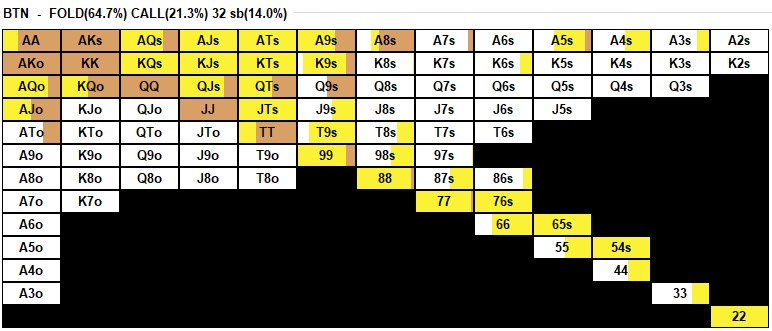 BTN - FOLD(64.7%) CALL(21.3%) 32 sb(14.0%)
AA AKs AQs AJs ATs A9s A8s A7s A6s A5s A4s A3s A2s
AKo KK KQs KJs KTs K9s K8s K7s K6s K5s K4s K3s K2s
AQo KQo QQ QJs QTs Q9s Q8s Q7s Q6s Q5s Q4s Q3s
AJo KJo QJo JJ JTs J9s J8s J7s J6s J5s
ATo KTo QTo JTo TT T9s T8s T7s T6s
A9o K9o Q9o J9o T9o 99 98s 97s
A8o K8o Q8o J8o T8o 88 87s 86s
A7o K7o 77 76s
A6o 66 65s
A5o 55 54s
A4o 44
A3o 33
22